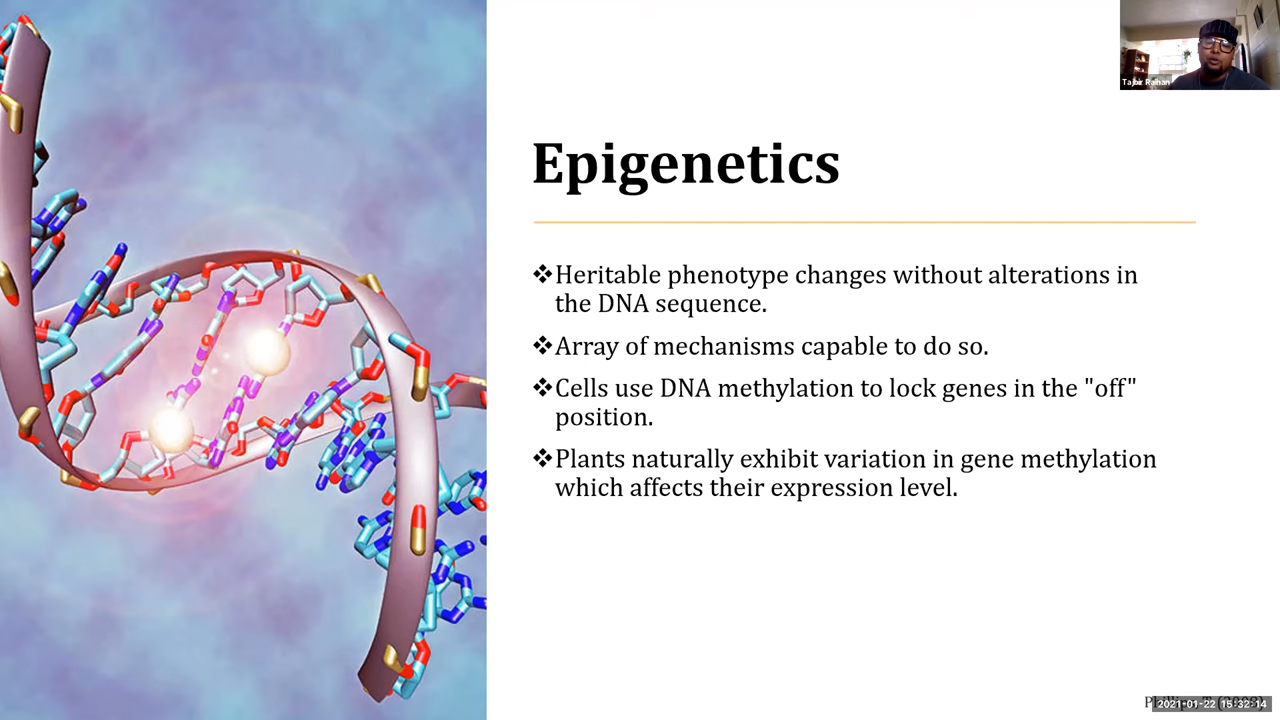 Tajbir Raihan
Epigenetics
❖Heritable phenotype changes without alterations in
the DNA sequence.
❖Array of mechanisms capable to do so.
❖Cells use DNA methylation to lock genes in the "off"
position.
❖Plants naturally exhibit variation in gene methylation
which affects their expression level.
2021-01-22 15:32:14